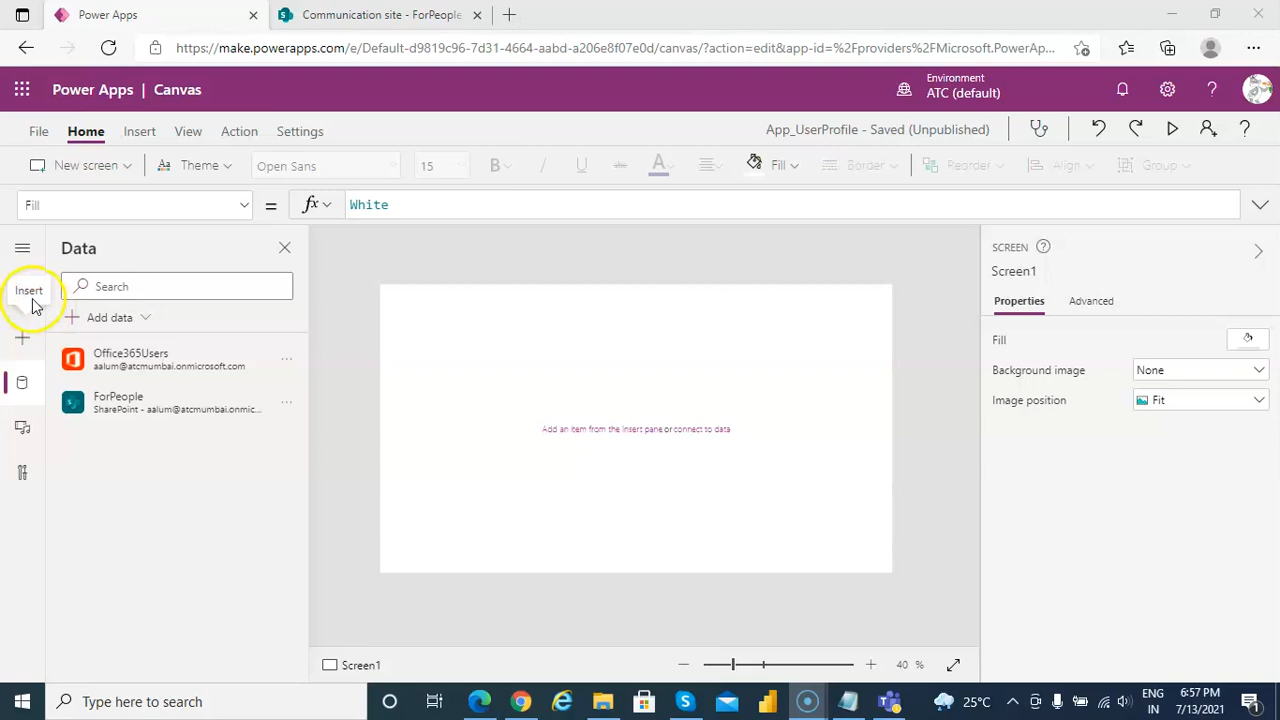 Power Apps
Communication site - ForPeople
https://make.powerapps.com/e/Default-d9819c96-7d31-4664-aabd-a206e8f07e0d/canvas/?action=edit&app-id=%2Fproviders%2FMicrosoft.PowerAp...
Power Apps | Canvas
Environment
ATC (default)
File Home Insert View Action Settings
App_UserProfile - Saved (Unpublished)
New screen Theme Open Sans 15 B Fill Border Reorder Align Group
Fill = fx White
Data
Insert
Search
Add data
Office365Users
aalum@atcmumbai.onmicrosoft.com
ForPeople
SharePoint - aalum@atcmumbai.onmic...
Add an item from the Insert pane or connect to data
SCREEN
Screen1
Properties Advanced
Fill
Background image None
Image position Fit
Screen1
40 %
Type here to search
25°C
ENG
IN
6:57 PM
7/13/2021
1